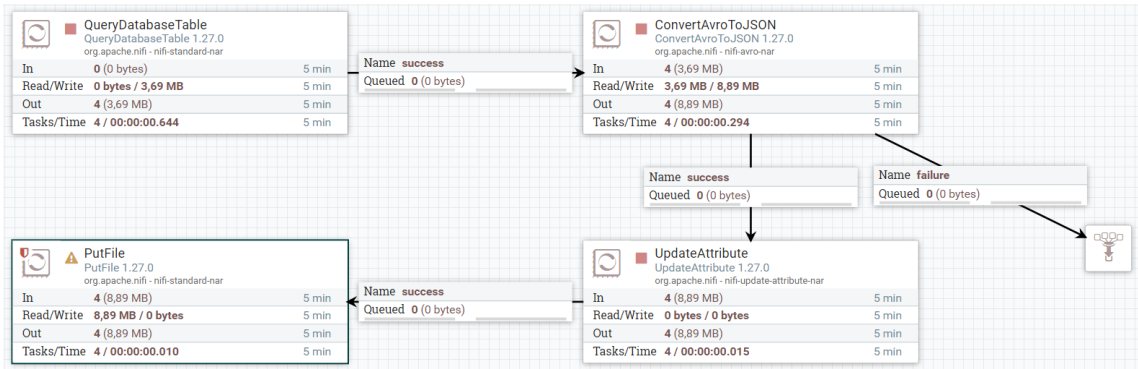 QueryDatabaseTable
QueryDatabaseTable 1.27.0
org.apache.nifi - nifi-standard-nar
In 0 (0 bytes) 5 min
Read/Write 0 bytes / 3,69 MB 5 min
Out 4 (3,69 MB) 5 min
Tasks/Time 4 / 00:00:00.644 5 min
Name success
Queued 0 (0 bytes)
ConvertAvroToJSON
ConvertAvroToJSON 1.27.0
org.apache.nifi - nifi-avro-nar
In 4 (3,69 MB) 5 min
Read/Write 3,69 MB / 8,89 MB 5 min
Out 4 (8,89 MB) 5 min
Tasks/Time 4 / 00:00:00.294 5 min
Name success
Queued 0 (0 bytes)
Name failure
Queued 0 (0 bytes)
PutFile
PutFile 1.27.0
org.apache.nifi - nifi-standard-nar
In 4 (8,89 MB) 5 min
Read/Write 8,89 MB / 0 bytes 5 min
Out 4 (8,89 MB) 5 min
Tasks/Time 4 / 00:00:00.010 5 min
Name success
Queued 0 (0 bytes)
UpdateAttribute
UpdateAttribute 1.27.0
org.apache.nifi - nifi-update-attribute-nar
In 4 (8,89 MB) 5 min
Read/Write 0 bytes / 0 bytes 5 min
Out 4 (8,89 MB) 5 min
Tasks/Time 4 / 00:00:00.015 5 min